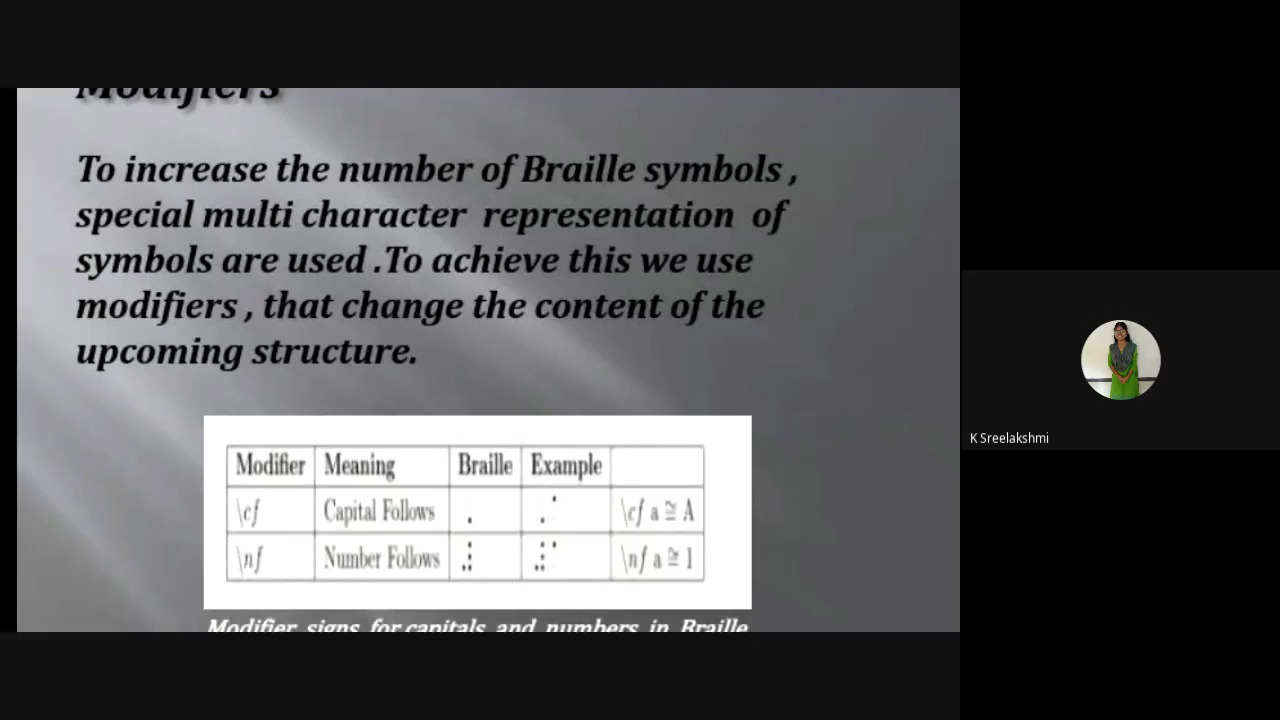 Modifiers
To increase the number of Braille symbols ,
special multi character representation of
symbols are used .To achieve this we use
modifiers , that change the content of the
upcoming structure.
Modifier Meaning Braille Example
\cf Capital Follows ⠠ ⠠⠁ \cf a ≅ A
\nf Number Follows ⠼ ⠼⠁ \nf a ≅ 1
Modifier signs for capitals and numbers in Braille
K Sreelakshmi